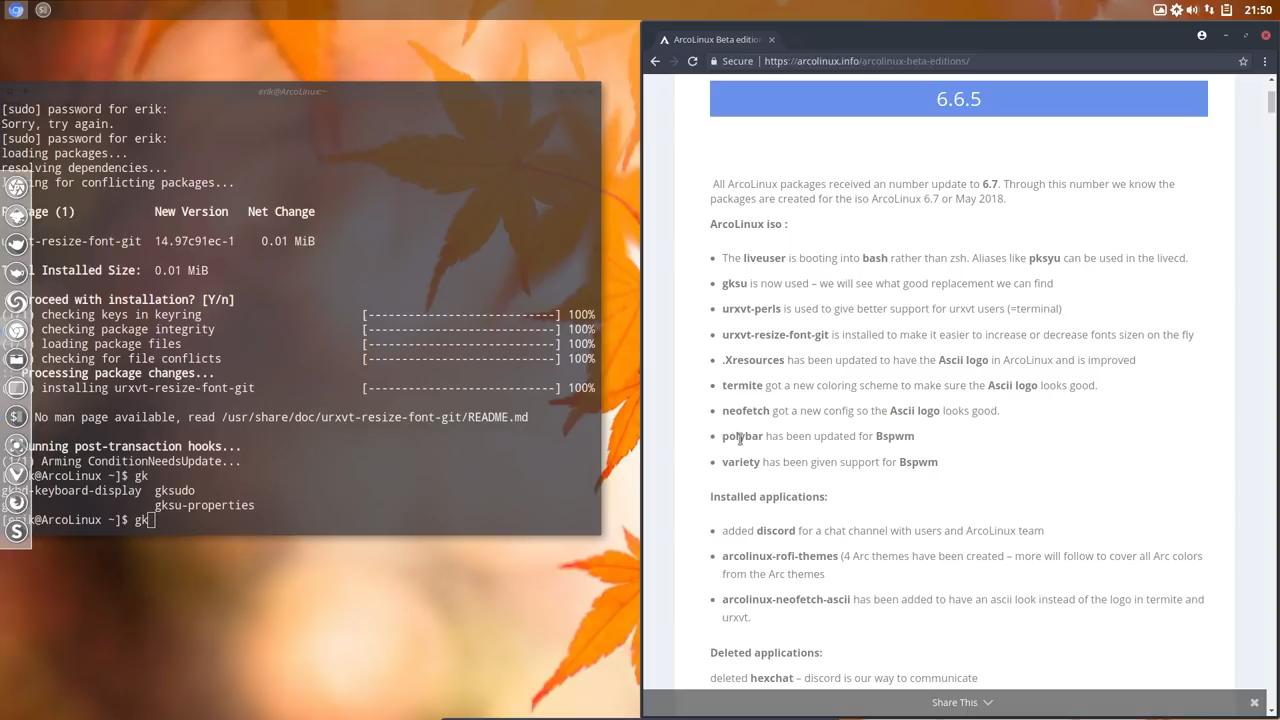 21:50
erik@ArcoLinux:~
[sudo] password for erik:
Sorry, try again.
[sudo] password for erik:
loading packages...
resolving dependencies...
ing for conflicting packages...
age (1) New Version Net Change
t-resize-font-git 14.97c91ec-1 0.01 MiB
l Installed Size: 0.01 MiB
roceed with installation? [Y/n]
) checking keys in keyring [---------------------------] 100%
) checking package integrity [---------------------------] 100%
) loading package files [---------------------------] 100%
) checking for file conflicts [---------------------------] 100%
Processing package changes...
) installing urxvt-resize-font-git [---------------------------] 100%
No man page available, read /usr/share/doc/urxvt-resize-font-git/README.md
unning post-transaction hooks...
) Arming ConditionNeedsUpdate...
k@ArcoLinux ~]$ gk
d-keyboard-display gksudo
gksu-properties
[erik@ArcoLinux ~]$ gk
ArcoLinux Beta editio
Secure https://arcolinux.info/arcolinux-beta-editions/
6.6.5
All ArcoLinux packages received an number update to 6.7. Through this number we know the
packages are created for the iso ArcoLinux 6.7 or May 2018.
ArcoLinux iso :
• The liveuser is booting into bash rather than zsh. Aliases like pksyu can be used in the livecd.
• gksu is now used – we will see what good replacement we can find
• urxvt-perls is used to give better support for urxvt users (=terminal)
• urxvt-resize-font-git is installed to make it easier to increase or decrease fonts sizen on the fly
• .Xresources has been updated to have the Ascii logo in ArcoLinux and is improved
• termite got a new coloring scheme to make sure the Ascii logo looks good.
• neofetch got a new config so the Ascii logo looks good.
• polybar has been updated for Bspwm
• variety has been given support for Bspwm
Installed applications:
• added discord for a chat channel with users and ArcoLinux team
• arcolinux-rofi-themes (4 Arc themes have been created – more will follow to cover all Arc colors
from the Arc themes
• arcolinux-neofetch-ascii has been added to have an ascii look instead of the logo in termite and
urxvt.
Deleted applications:
deleted hexchat – discord is our way to communicate
Share This